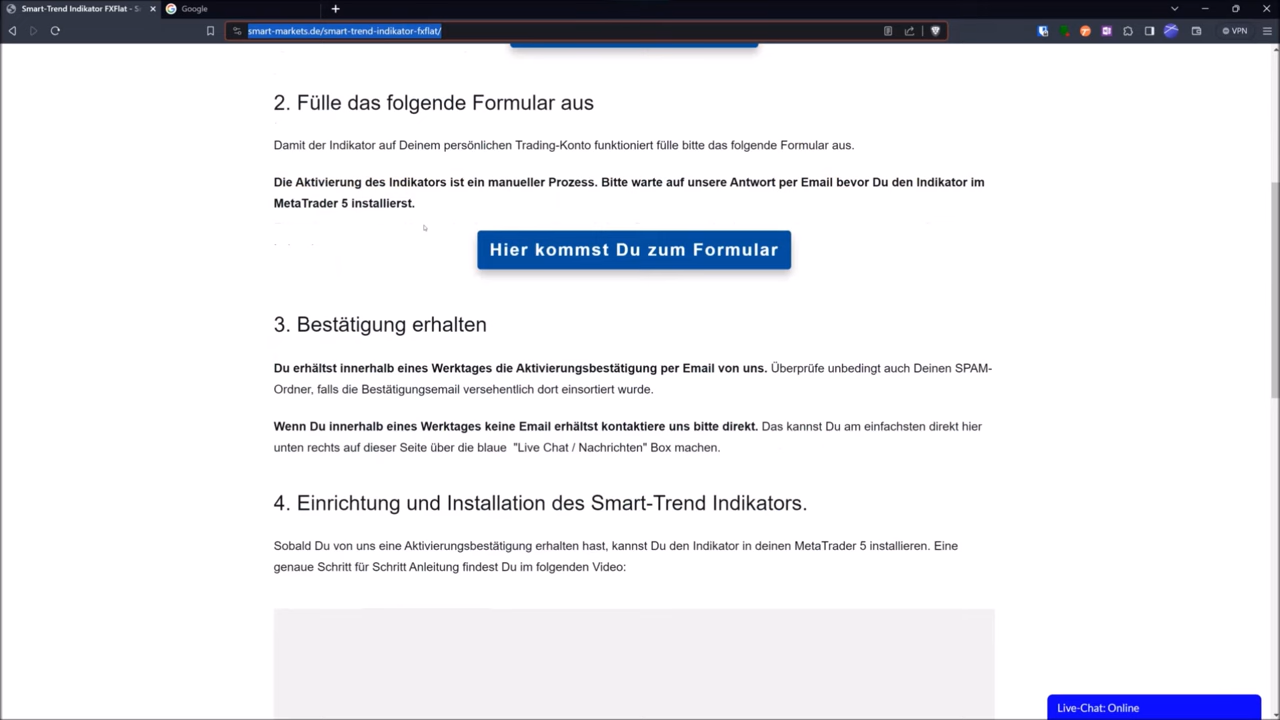 Smart-Trend Indikator FXFlat - S
Google
smart-markets.de/smart-trend-indikator-fxflat/
VPN
2. Fülle das folgende Formular aus
Damit der Indikator auf Deinem persönlichen Trading-Konto funktioniert fülle bitte das folgende Formular aus.
Die Aktivierung des Indikators ist ein manueller Prozess. Bitte warte auf unsere Antwort per Email bevor Du den Indikator im
MetaTrader 5 installierst.
Hier kommst Du zum Formular
3. Bestätigung erhalten
Du erhältst innerhalb eines Werktages die Aktivierungsbestätigung per Email von uns. Überprüfe unbedingt auch Deinen SPAM-
Ordner, falls die Bestätigungsemail versehentlich dort einsortiert wurde.
Wenn Du innerhalb eines Werktages keine Email erhältst kontaktiere uns bitte direkt. Das kannst Du am einfachsten direkt hier
unten rechts auf dieser Seite über die blaue "Live Chat / Nachrichten" Box machen.
4. Einrichtung und Installation des Smart-Trend Indikators.
Sobald Du von uns eine Aktivierungsbestätigung erhalten hast, kannst Du den Indikator in deinen MetaTrader 5 installieren. Eine
genaue Schritt für Schritt Anleitung findest Du im folgenden Video:
Live-Chat: Online